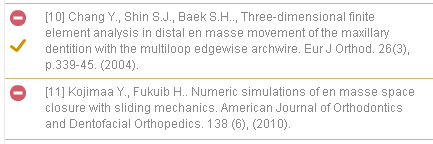 [10] Chang Y., Shin S.J., Baek S.H.., Three-dimensional finite
element analysis in distal en masse movement of the maxillary
dentition with the multiloop edgewise archwire. Eur J Orthod. 26(3),
p.339-45. (2004).
[11] Kojimaa Y., Fukuib H.. Numeric simulations of en masse space
closure with sliding mechanics. American Journal of Orthodontics
and Dentofacial Orthopedics. 138 (6), (2010).